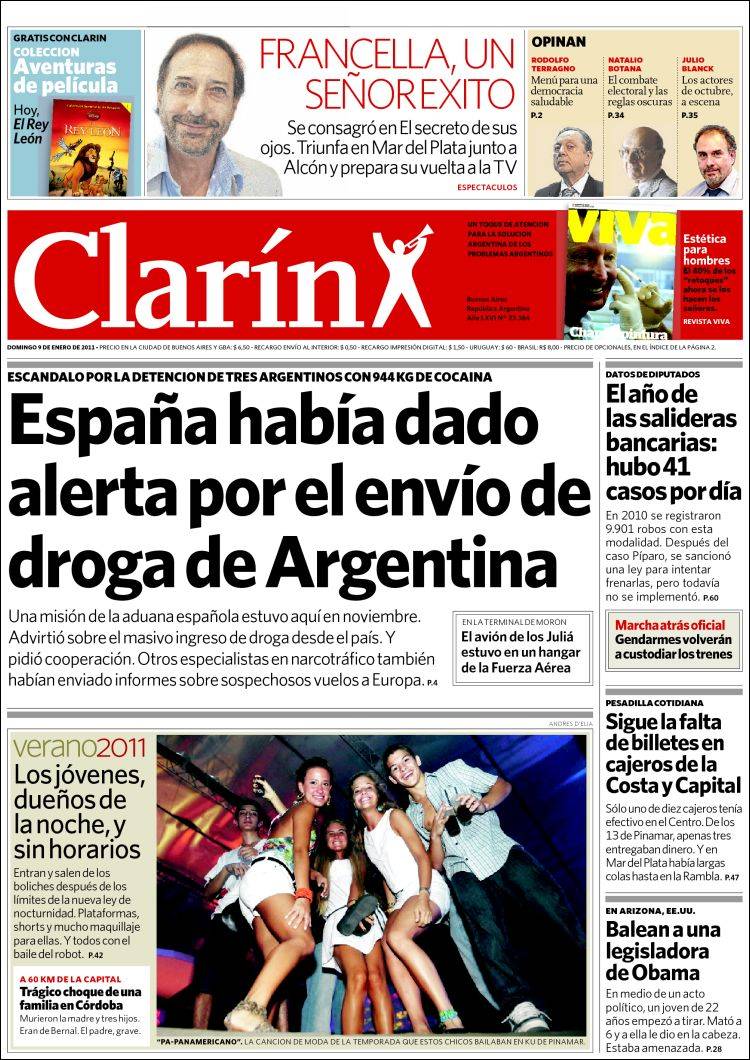 GRATIS CON CLARIN
COLECCION
Aventuras
de película
Hoy,
El Rey
León
EL REY LEÓN
FRANCELLA, UN
SEÑOR EXITO
Se consagró en El secreto de sus
ojos. Triunfa en Mar del Plata junto a
Alcón y prepara su vuelta a la TV
ESPECTACULOS
OPINAN
RODOLFO
TERRAGNO
Menú para una
democracia
saludable
P.2
NATALIO
BOTANA
El combate
electoral y las
reglas oscuras
P.34
JULIO
BLANCK
Los actores
de octubre,
a escena
P.35
Clarín
UN TOQUE DE ATENCION
PARA LA SOLUCION
ARGENTINA DE LOS
PROBLEMAS ARGENTINOS
Buenos Aires
República Argentina
Año LXVI Nº 23.364
viva
Estética
para
hombres
El 40% de los
"retoques"
ahora se los
hacen los
señores.
REVISTA VIVA
DOMINGO 9 DE ENERO DE 2011 • PRECIO EN LA CIUDAD DE BUENOS AIRES Y GBA: $ 6,50 - RECARGO ENVÍO AL INTERIOR: $ 0,50 - RECARGO IMPRESIÓN DIGITAL: $ 1,50 - URUGUAY: $ 60 - BRASIL: R$ 8,00 - PRECIO DE OPCIONALES, EN EL ÍNDICE DE LA PÁGINA 2.
ESCANDALO POR LA DETENCION DE TRES ARGENTINOS CON 944 KG DE COCAINA
España había dado
alerta por el envío de
droga de Argentina
Una misión de la aduana española estuvo aquí en noviembre.
Advirtió sobre el masivo ingreso de droga desde el país. Y
pidió cooperación. Otros especialistas en narcotráfico también
habían enviado informes sobre sospechosos vuelos a Europa. P.4
EN LA TERMINAL DE MORON
El avión de los Juliá
estuvo en un hangar
de la Fuerza Aérea
DATOS DE DIPUTADOS
El año de
las salideras
bancarias:
hubo 41
casos por día
En 2010 se registraron
9.901 robos con esta
modalidad. Después del
caso Píparo, se sancionó
una ley para intentar
frenarlas, pero todavía
no se implementó. P.60
Marcha atrás oficial
Gendarmes volverán
a custodiar los trenes
PESADILLA COTIDIANA
Sigue la falta
de billetes en
cajeros de la
Costa y Capital
Sólo uno de diez cajeros tenía
efectivo en el Centro. De los
13 de Pinamar, apenas tres
entregaban dinero. Y en
Mar del Plata había largas
colas hasta en la Rambla. P.47
EN ARIZONA, EE.UU.
Balean a una
legisladora
de Obama
En medio de un acto
político, un joven de 22
años empezó a tirar. Mató a
6 y a ella le dio en la cabeza.
Estaba amenazada. P.28
ANDRES D'ELIA
verano2011
Los jóvenes,
dueños de
la noche, y
sin horarios
Entran y salen de los
boliches después de los
límites de la nueva ley de
nocturnidad. Plataformas,
shorts y mucho maquillaje
para ellas. Y todos con el
baile del robot. P.42
A 60 KM DE LA CAPITAL
Trágico choque de una
familia en Córdoba
Murieron la madre y tres hijos.
Eran de Bernal. El padre, grave.
"PA-PANAMERICANO". LA CANCION DE MODA DE LA TEMPORADA QUE ESTOS CHICOS BAILABAN EN KU DE PINAMAR.